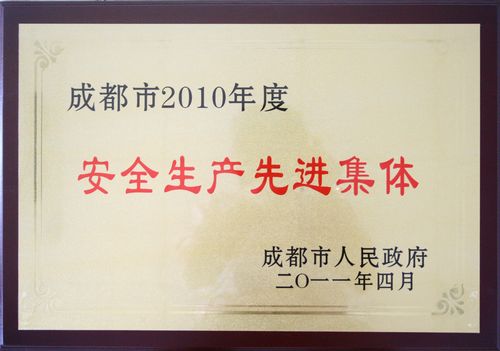 成都市2010年度
安全生产先进集体
成都市人民政府
二〇一一年四月